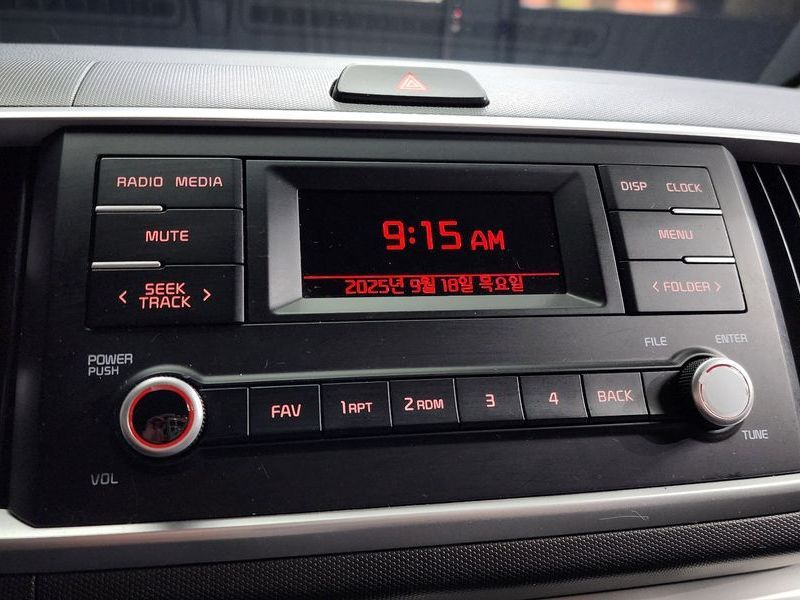 RADIO MEDIA
MUTE
< SEEK TRACK >
9:15 AM
2025년 9월 18일 목요일
DISP CLOCK
MENU
< FOLDER >
POWER
PUSH
VOL
FAV
1 RPT
2 RDM
3
4
BACK
FILE
ENTER
TUNE